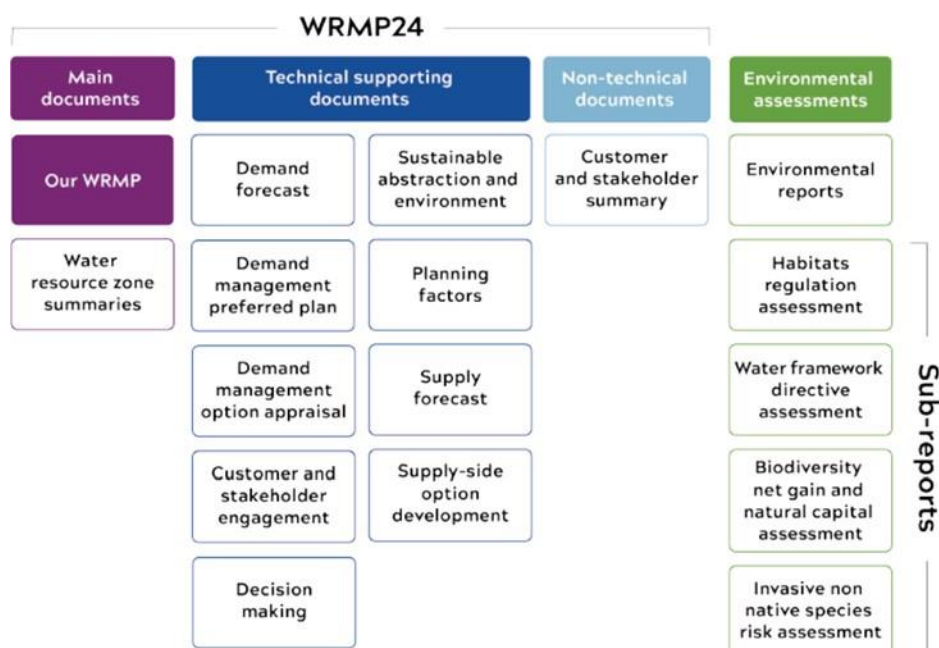 WRMP24
Main
documents
Technical supporting
documents
Non-technical
documents
Environmental
assessments
Our WRMP
Demand
forecast
Sustainable
abstraction and
environment
Customer
and stakeholder
summary
Environmental
reports
Water
resource zone
summaries
Demand
management
preferred plan
Planning
factors
Habitats
regulation
assessment
Demand
management
option appraisal
Supply
forecast
Water framework
directive
assessment
Customer and
stakeholder
engagement
Supply-side
option
development
Biodiversity
net gain and
natural capital
assessment
Decision
making
Invasive non
native species
risk assessment
Sub-reports